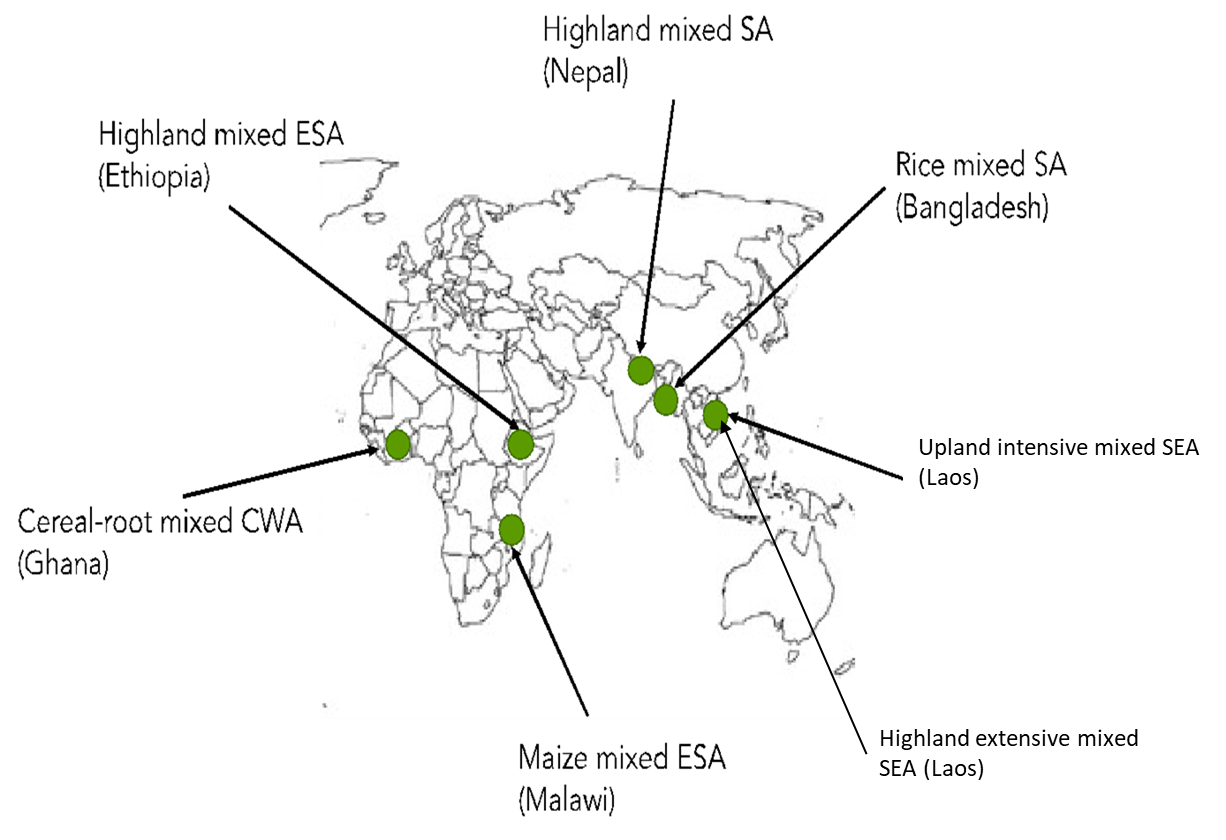 Highland mixed SA
(Nepal)
Highland mixed ESA
(Ethiopia)
Rice mixed SA
(Bangladesh)
Upland intensive mixed SEA
(Laos)
Cereal-root mixed CWA
(Ghana)
Highland extensive mixed
SEA (Laos)
Maize mixed ESA
(Malawi)